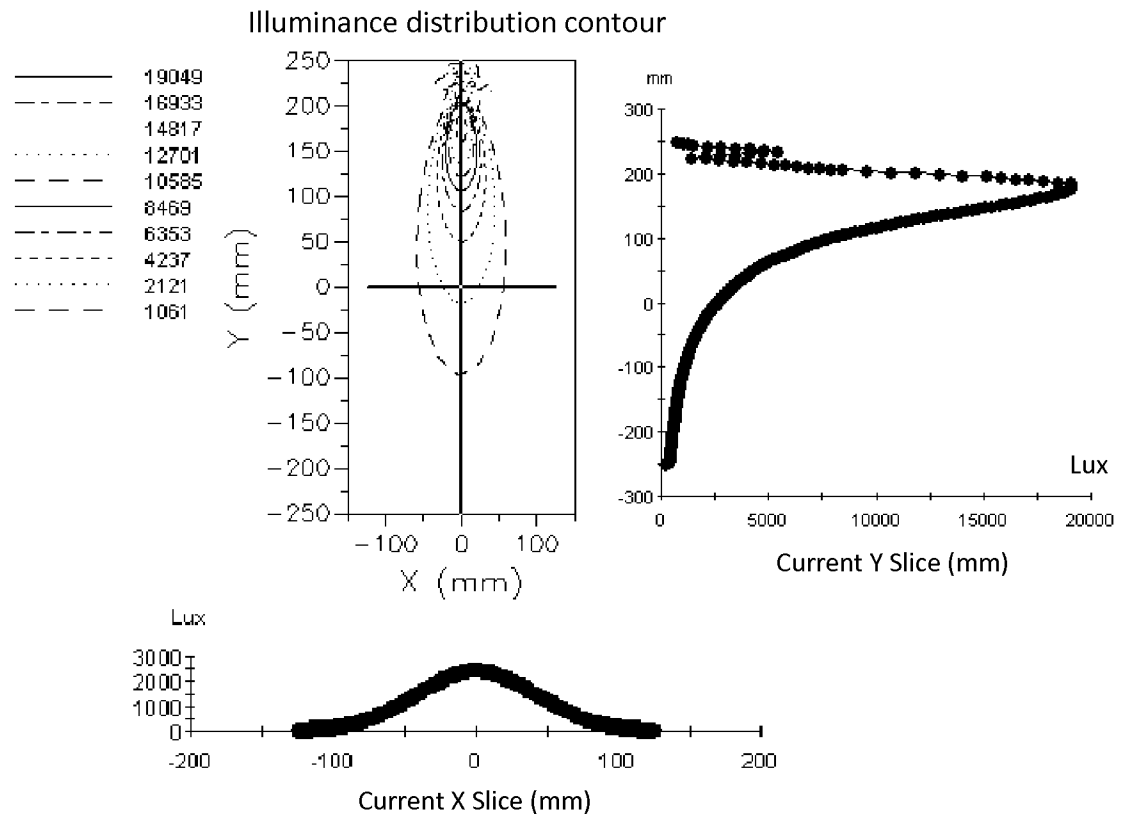 Illuminance distribution contour
19049
16933
14817
12701
10585
8469
6353
4237
2121
1061
250
200
150
100
50
0
−50
−100
−150
−200
−250
Y (mm)
−100 0 100
X (mm)
mm
300
200
100
0
-100
-200
-300
Lux
0 5000 10000 15000 20000
Current Y Slice (mm)
Lux
3000
2000
1000
0
-200 -100 0 100 200
Current X Slice (mm)